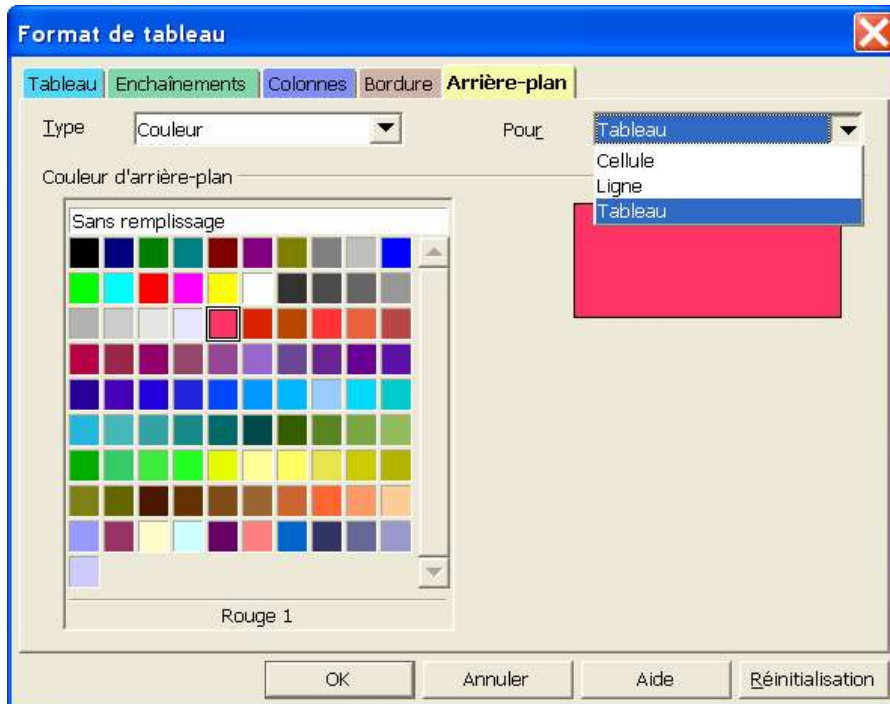 Format de tableau
Tableau Enchaînements Colonnes Bordure Arrière-plan
Type Couleur Pour Tableau
Cellule
Ligne
Tableau
Couleur d'arrière-plan
Sans remplissage
Rouge 1
OK Annuler Aide Réinitialisation